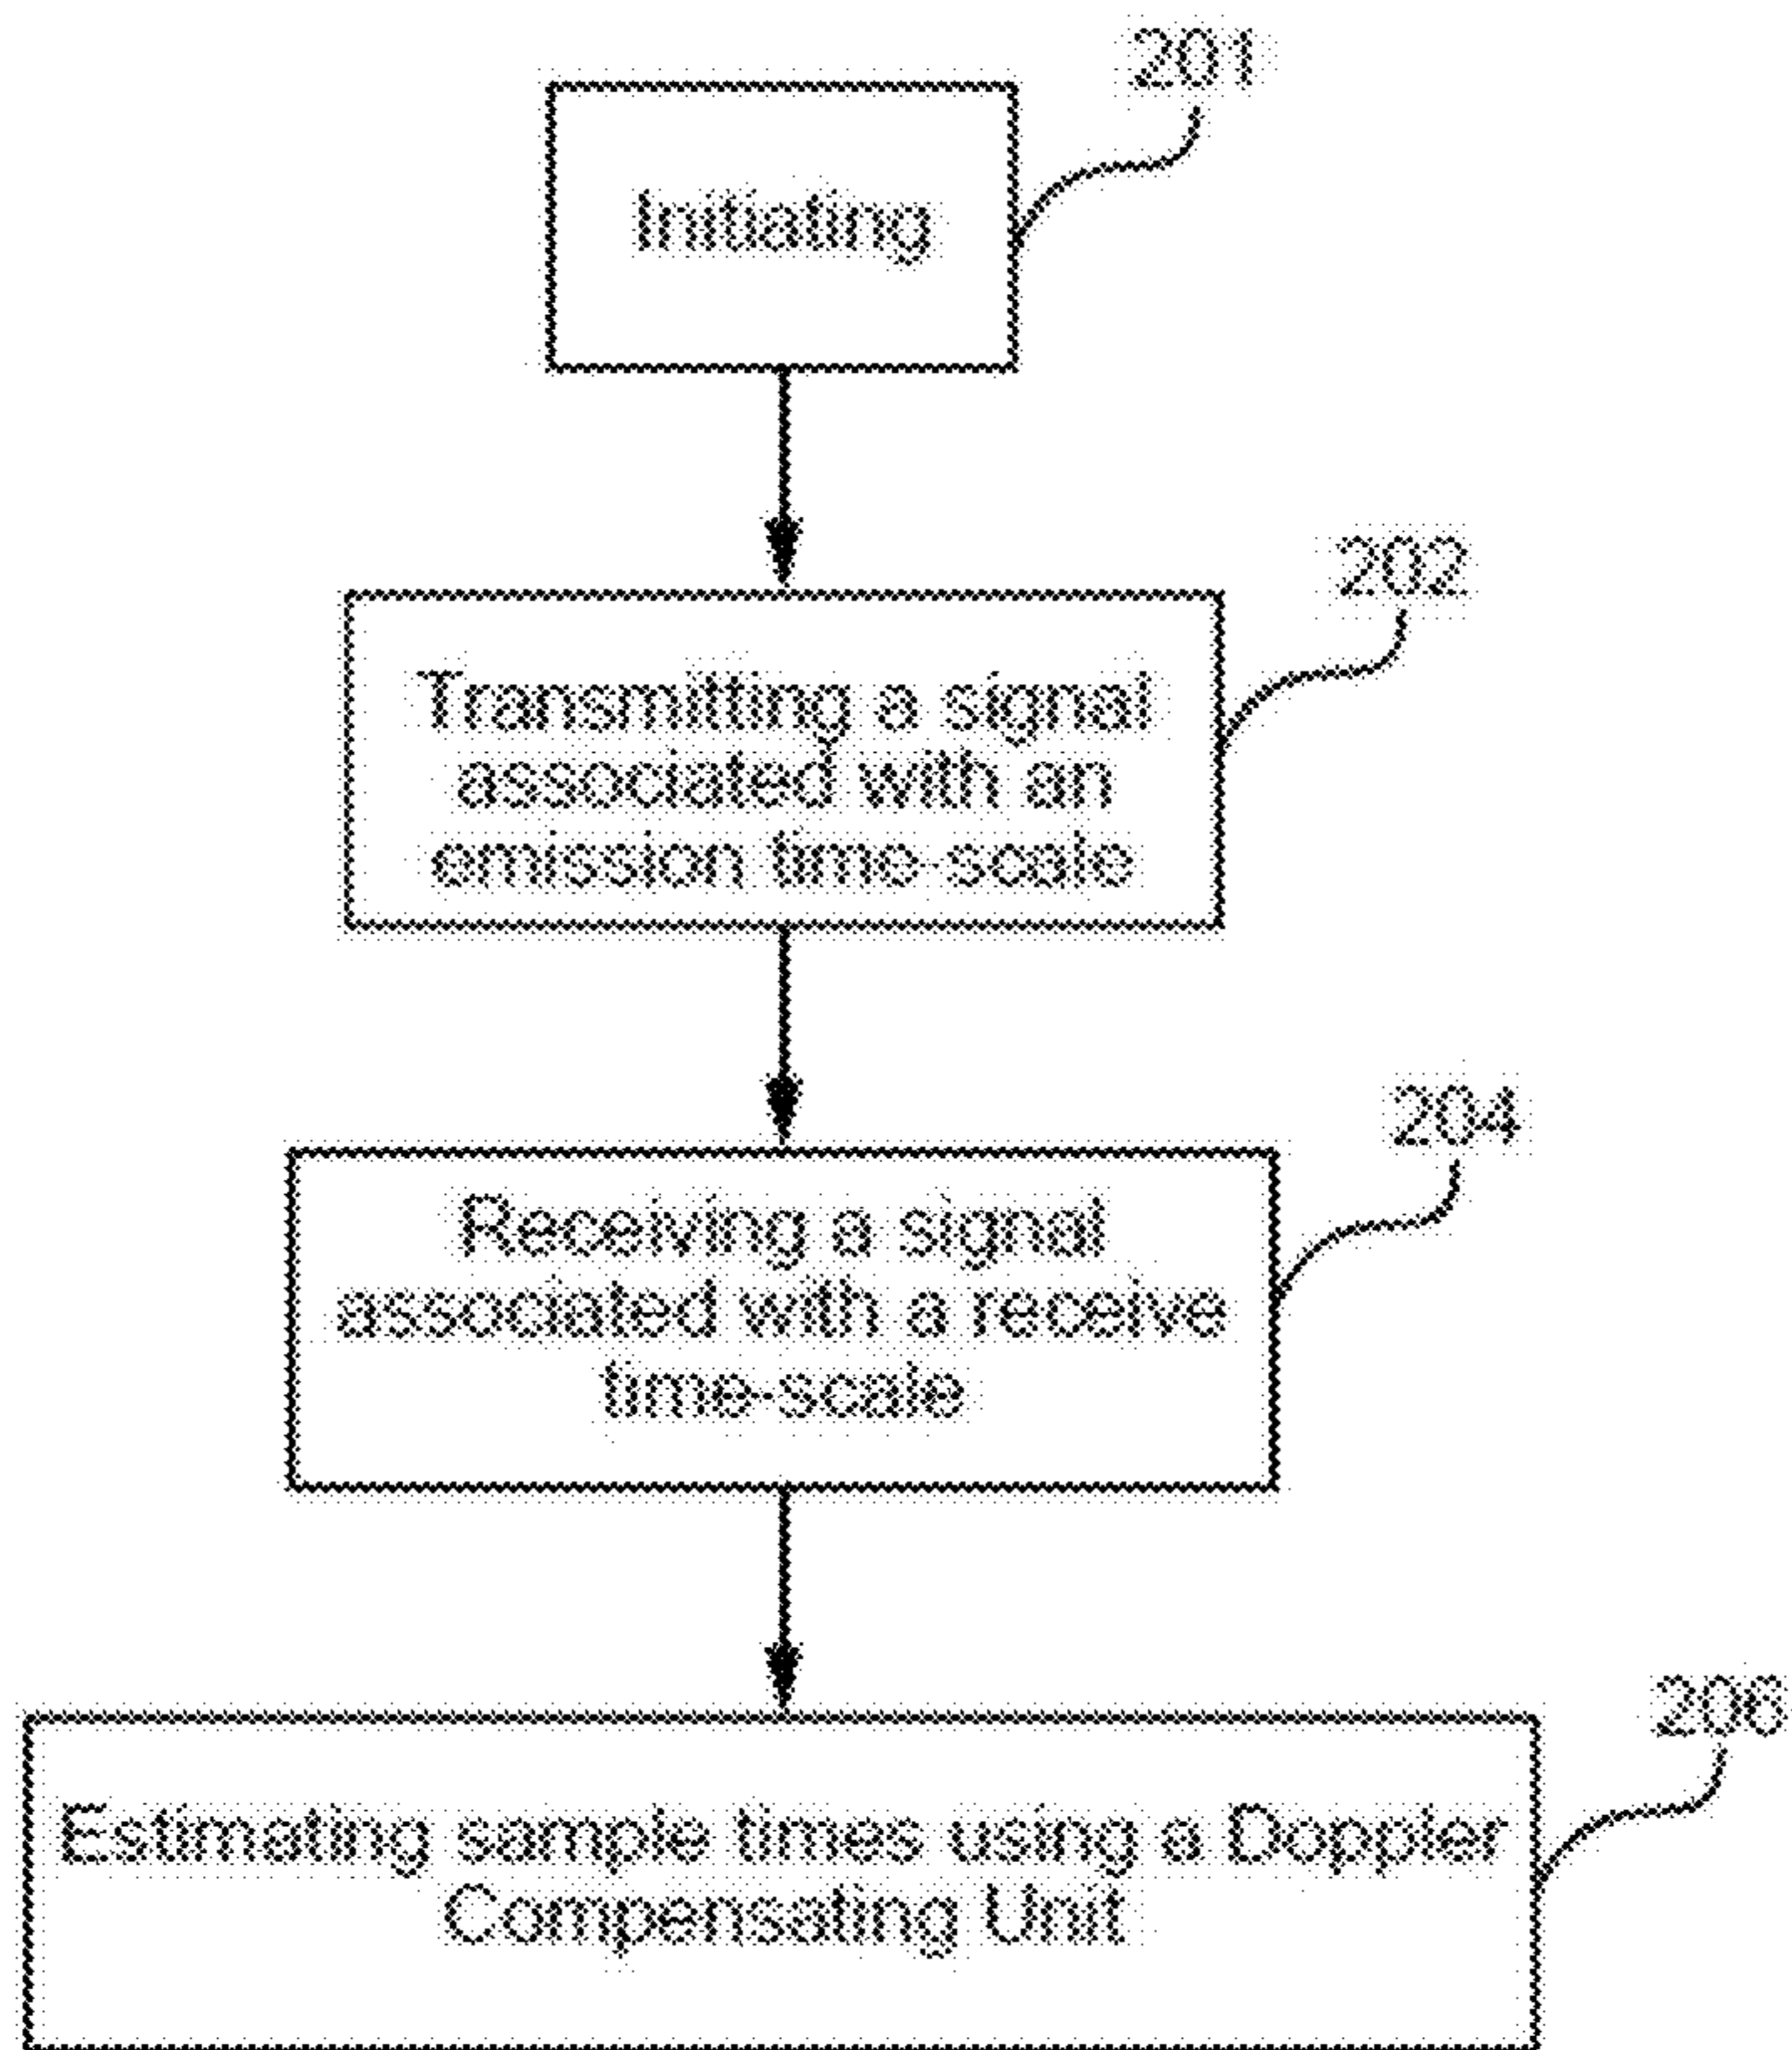 201
Initiating
202
Transmitting a signal
associated with an
emission time-scale
204
Receiving a signal
associated with a receive
time-scale
206
Estimating sample times using a Doppler
Compensating Unit